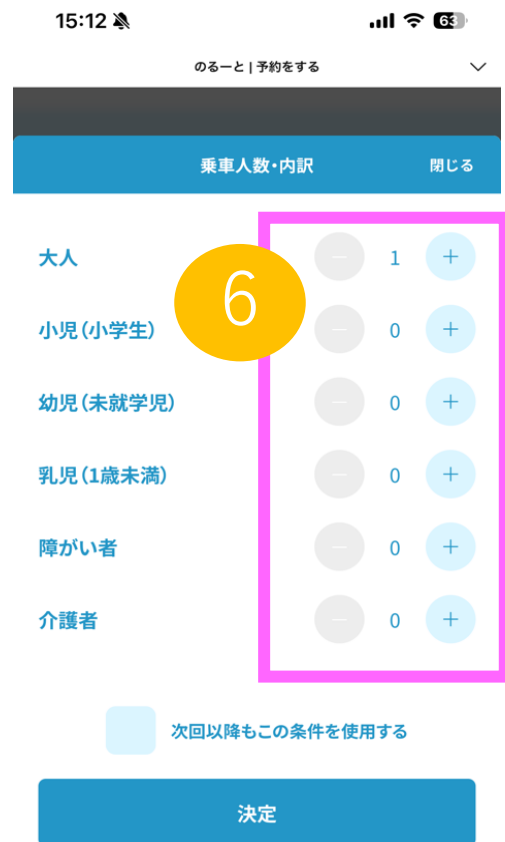 15:12
63
のるーと | 予約をする
乗車人数・内訳 閉じる
大人 1
6
小児(小学生) 0
幼児(未就学児) 0
乳児(1歳未満) 0
障がい者 0
介護者 0
次回以降もこの条件を使用する
決定